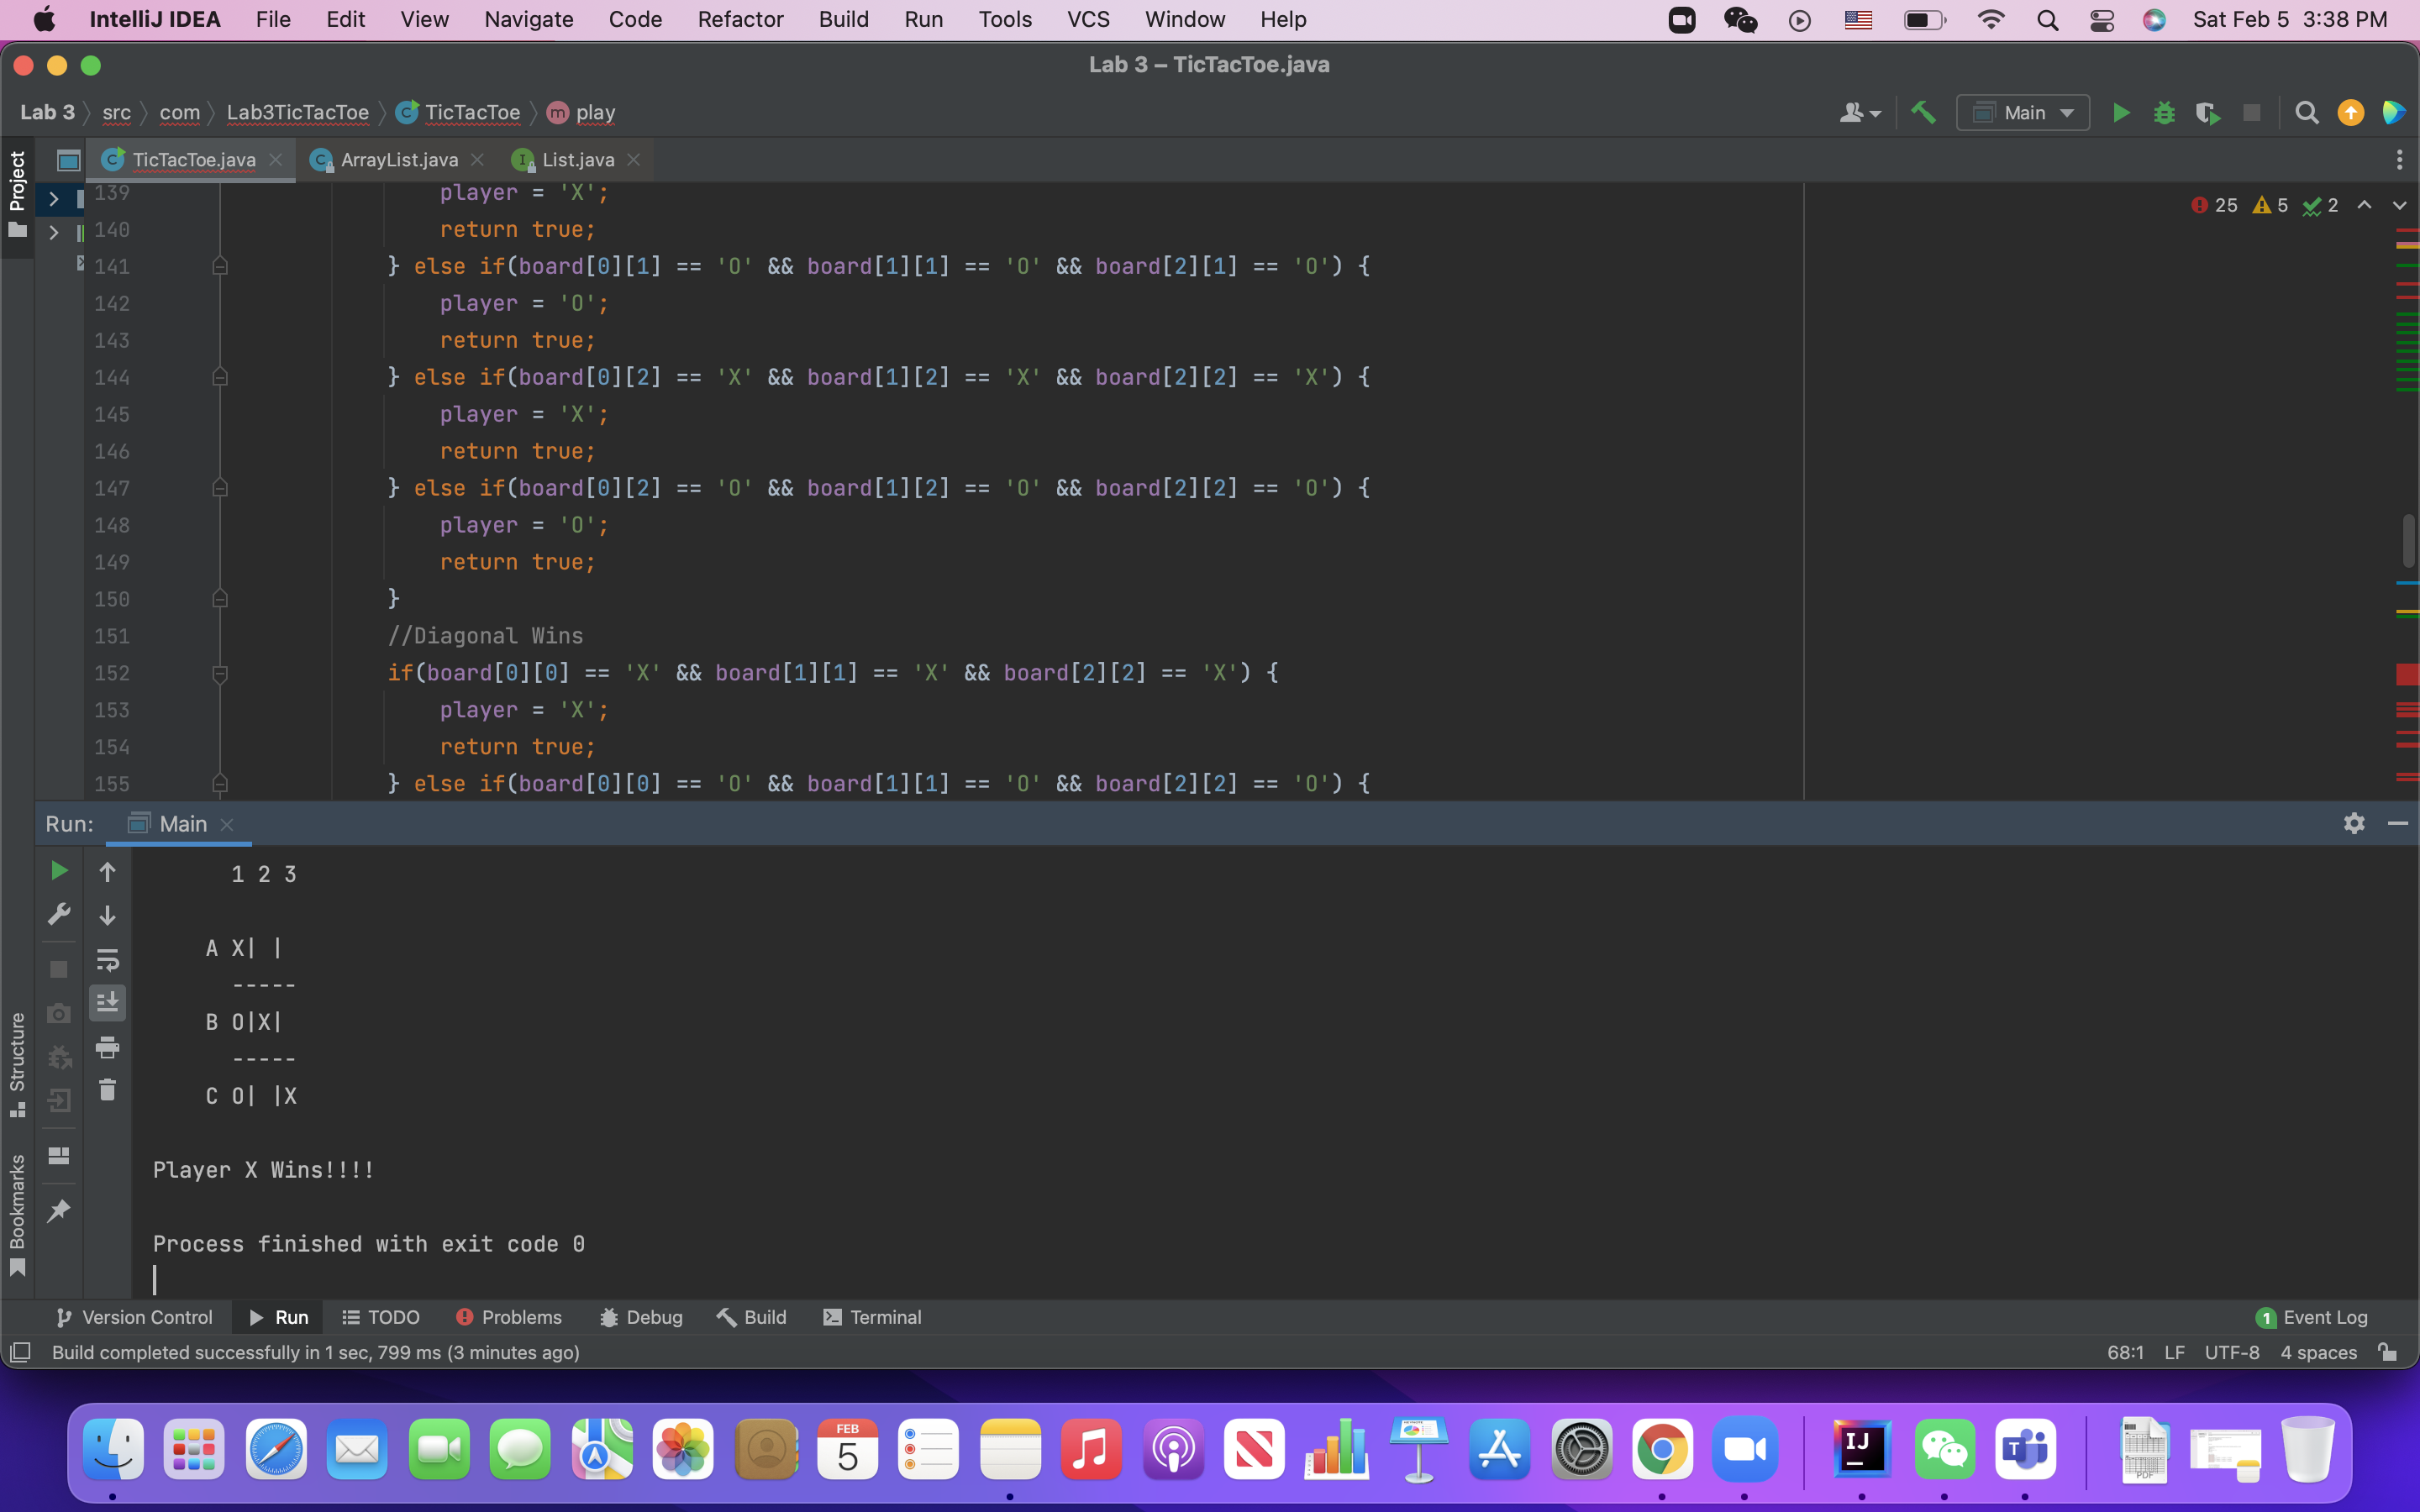 IntelliJ IDEA File Edit View Navigate Code Refactor Build Run Tools VCS Window Help Sat Feb 5 3:38 PM
Lab 3 – TicTacToe.java
Lab 3 src com Lab3TicTacToe TicTacToe m play Main
Project
TicTacToe.java ArrayList.java List.java
25 5 2
139 player = 'X';
140 return true;
141 } else if(board[0][1] == 'O' && board[1][1] == 'O' && board[2][1] == 'O') {
142 player = 'O';
143 return true;
144 } else if(board[0][2] == 'X' && board[1][2] == 'X' && board[2][2] == 'X') {
145 player = 'X';
146 return true;
147 } else if(board[0][2] == 'O' && board[1][2] == 'O' && board[2][2] == 'O') {
148 player = 'O';
149 return true;
150 }
151 //Diagonal Wins
152 if(board[0][0] == 'X' && board[1][1] == 'X' && board[2][2] == 'X') {
153 player = 'X';
154 return true;
155 } else if(board[0][0] == 'O' && board[1][1] == 'O' && board[2][2] == 'O') {
Run: Main
1 2 3
A X| |
-----
B O|X|
-----
C O| |X
Player X Wins!!!!
Process finished with exit code 0
Structure
Bookmarks
Version Control Run TODO Problems Debug Build Terminal 1 Event Log
Build completed successfully in 1 sec, 799 ms (3 minutes ago) 68:1 LF UTF-8 4 spaces
FEB
5
IJ
T
PDF